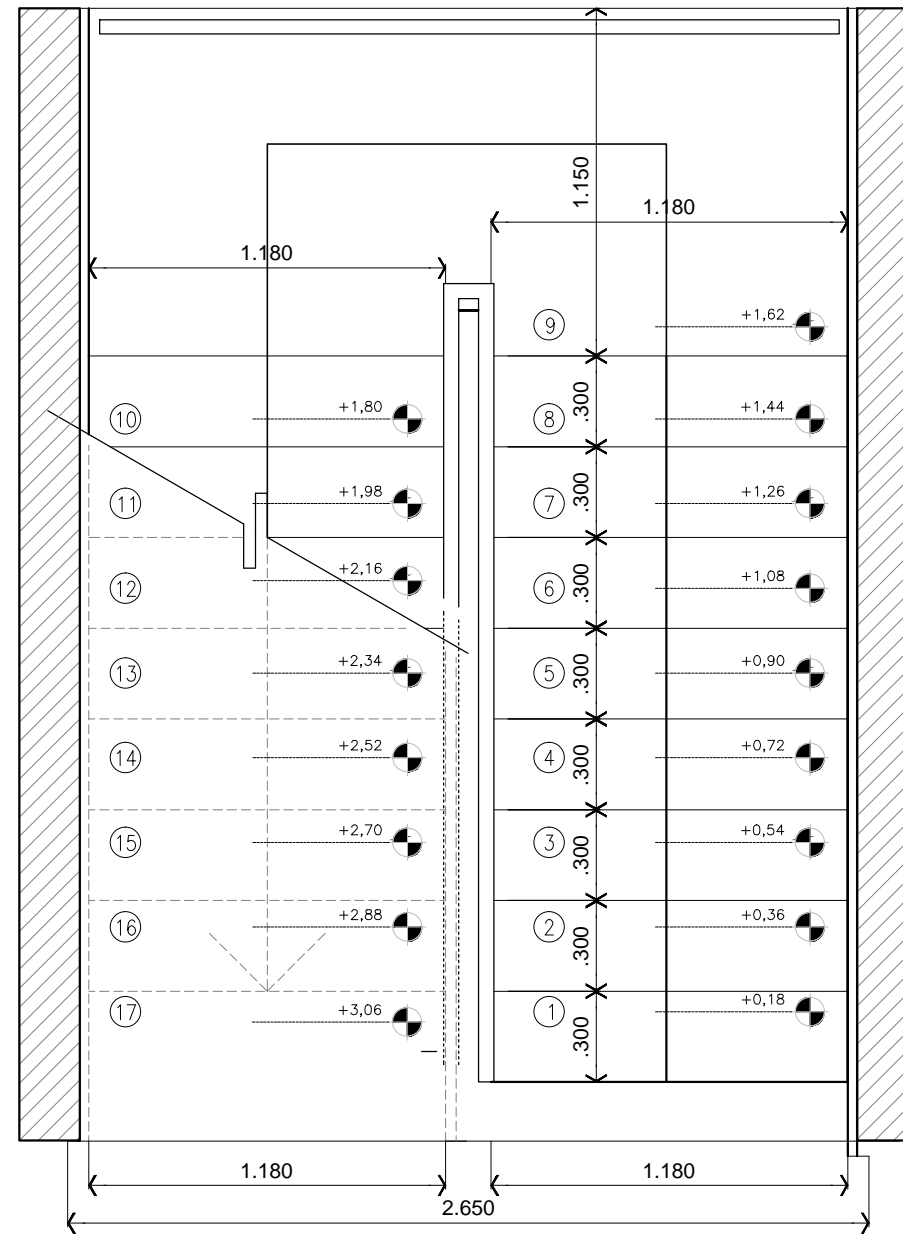 1.150
1.180
1.180
9 +1,62
.300
10 +1,80 8 +1,44
.300
11 +1,98 7 +1,26
.300
12 +2,16 6 +1,08
.300
13 +2,34 5 +0,90
.300
14 +2,52 4 +0,72
.300
15 +2,70 3 +0,54
.300
16 +2,88 2 +0,36
.300
17 +3,06 1 +0,18
1.180 1.180
2.650